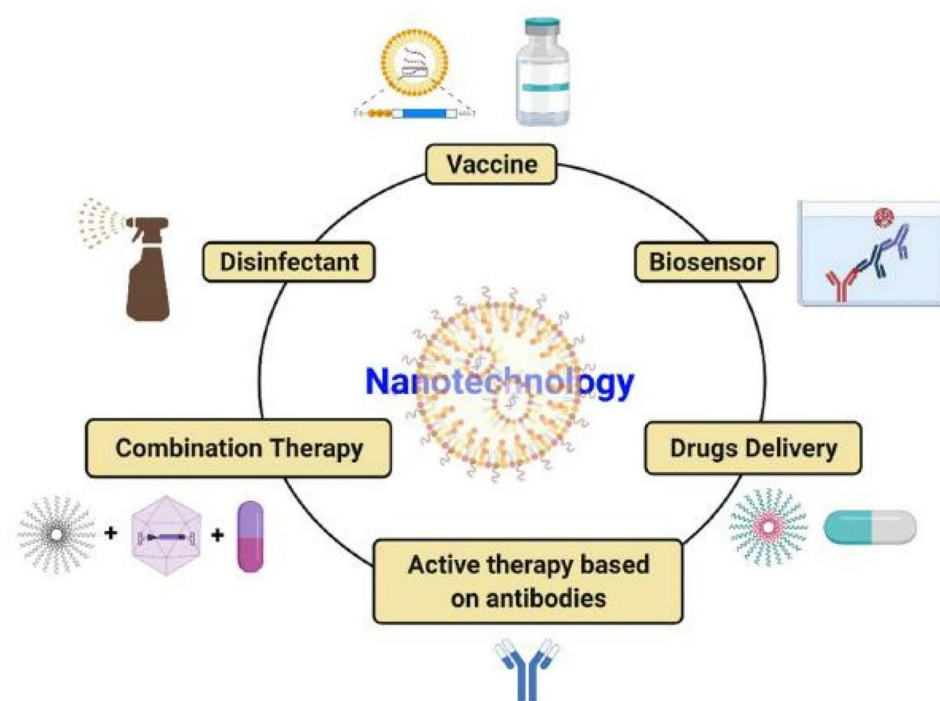 Vaccine
Disinfectant
Biosensor
Nanotechnology
Combination Therapy
Drugs Delivery
+
+
Active therapy based
on antibodies